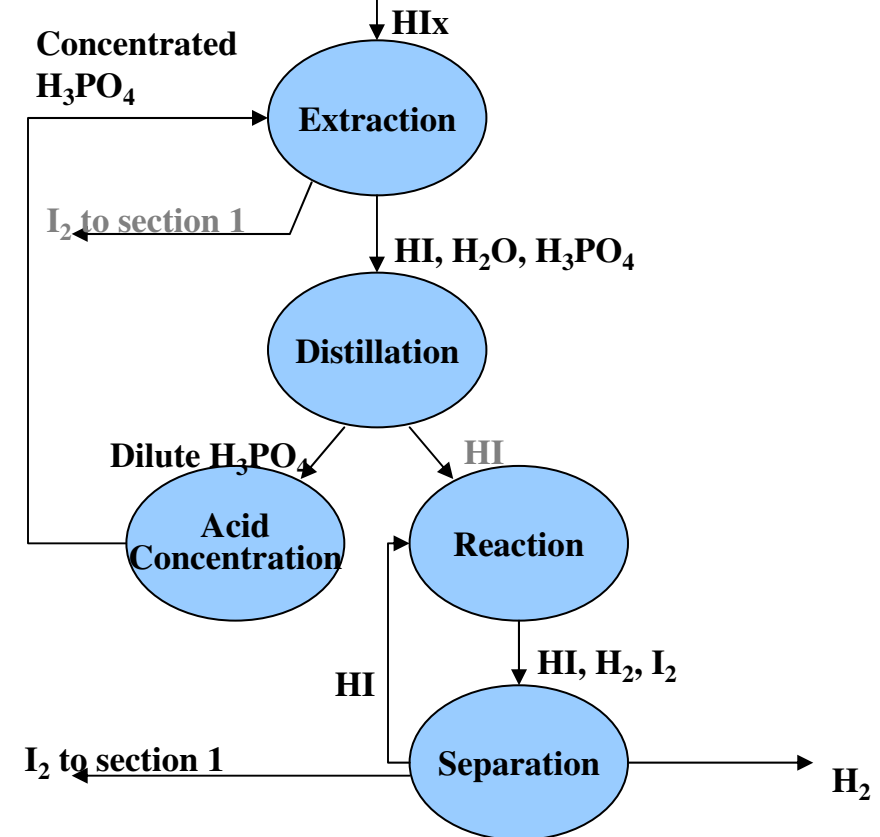 HIx
Concentrated
H₃PO₄
Extraction
I₂ to section 1
HI, H₂O, H₃PO₄
Distillation
Dilute H₃PO₄
HI
Acid
Concentration
Reaction
HI, H₂, I₂
HI
I₂ to section 1
Separation
H₂